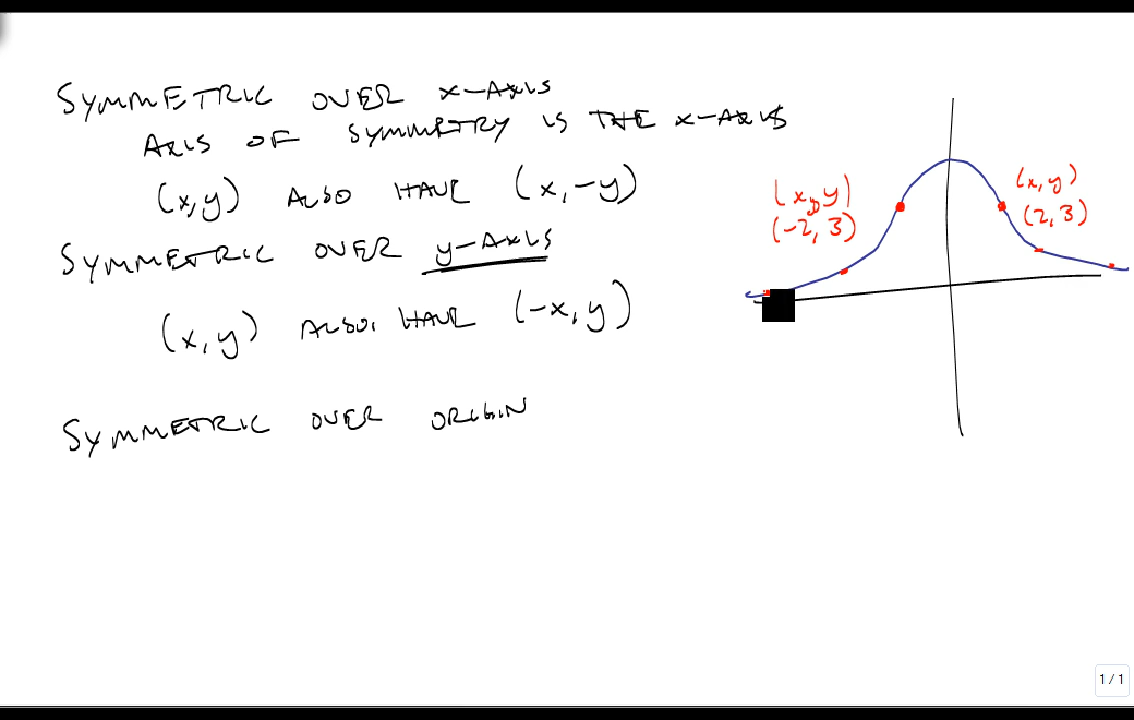 SYMMETRIC OVER x-AXIS
AXIS OF SYMMETRY IS THE x-AXIS
(x,y) ALSO HAVE (x,-y)
SYMMETRIC OVER y-AXIS
(x,y) ALSO HAVE (-x,y)
SYMMETRIC OVER ORIGIN
(x,y)
(-2,3)
(x,y)
(2,3)
1/1